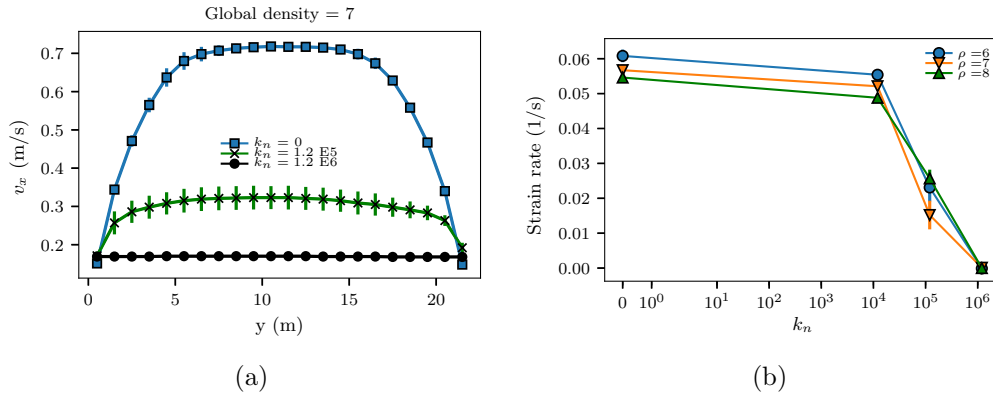 Global density = 7
v_x (m/s)
0.7
0.6
0.5
0.4
0.3
0.2
k_n = 0
k_n = 1.2 E5
k_n = 1.2 E6
0 5 10 15 20
y (m)
(a)
Strain rate (1/s)
0.06
0.05
0.04
0.03
0.02
0.01
0.00
ρ =6
ρ =7
ρ =8
0 10^0 10^1 10^2 10^3 10^4 10^5 10^6
k_n
(b)